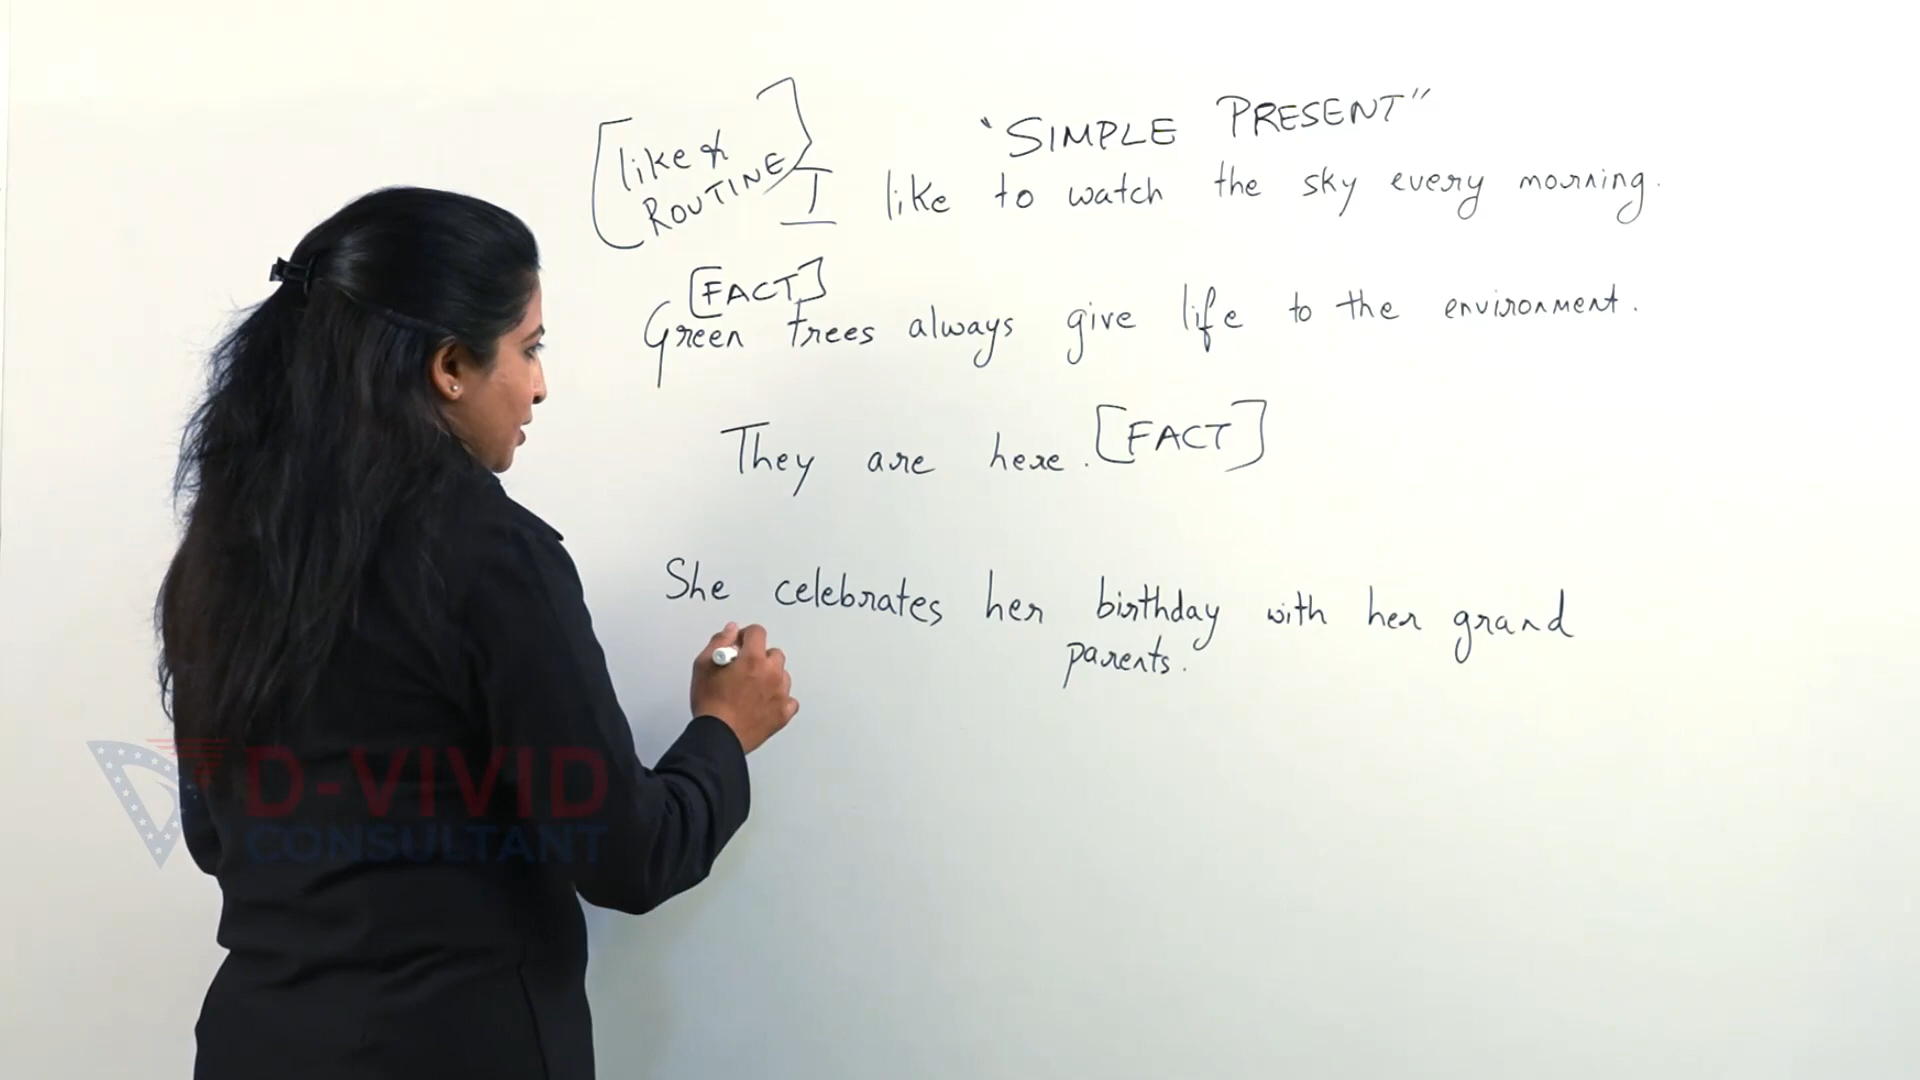 "SIMPLE PRESENT"
[like &
ROUTINE]
I like to watch the sky every morning.
[FACT]
Green trees always give life to the environment.
They are here. [FACT]
She celebrates her birthday with her grand
parents.
D-VIVID
CONSULTANT